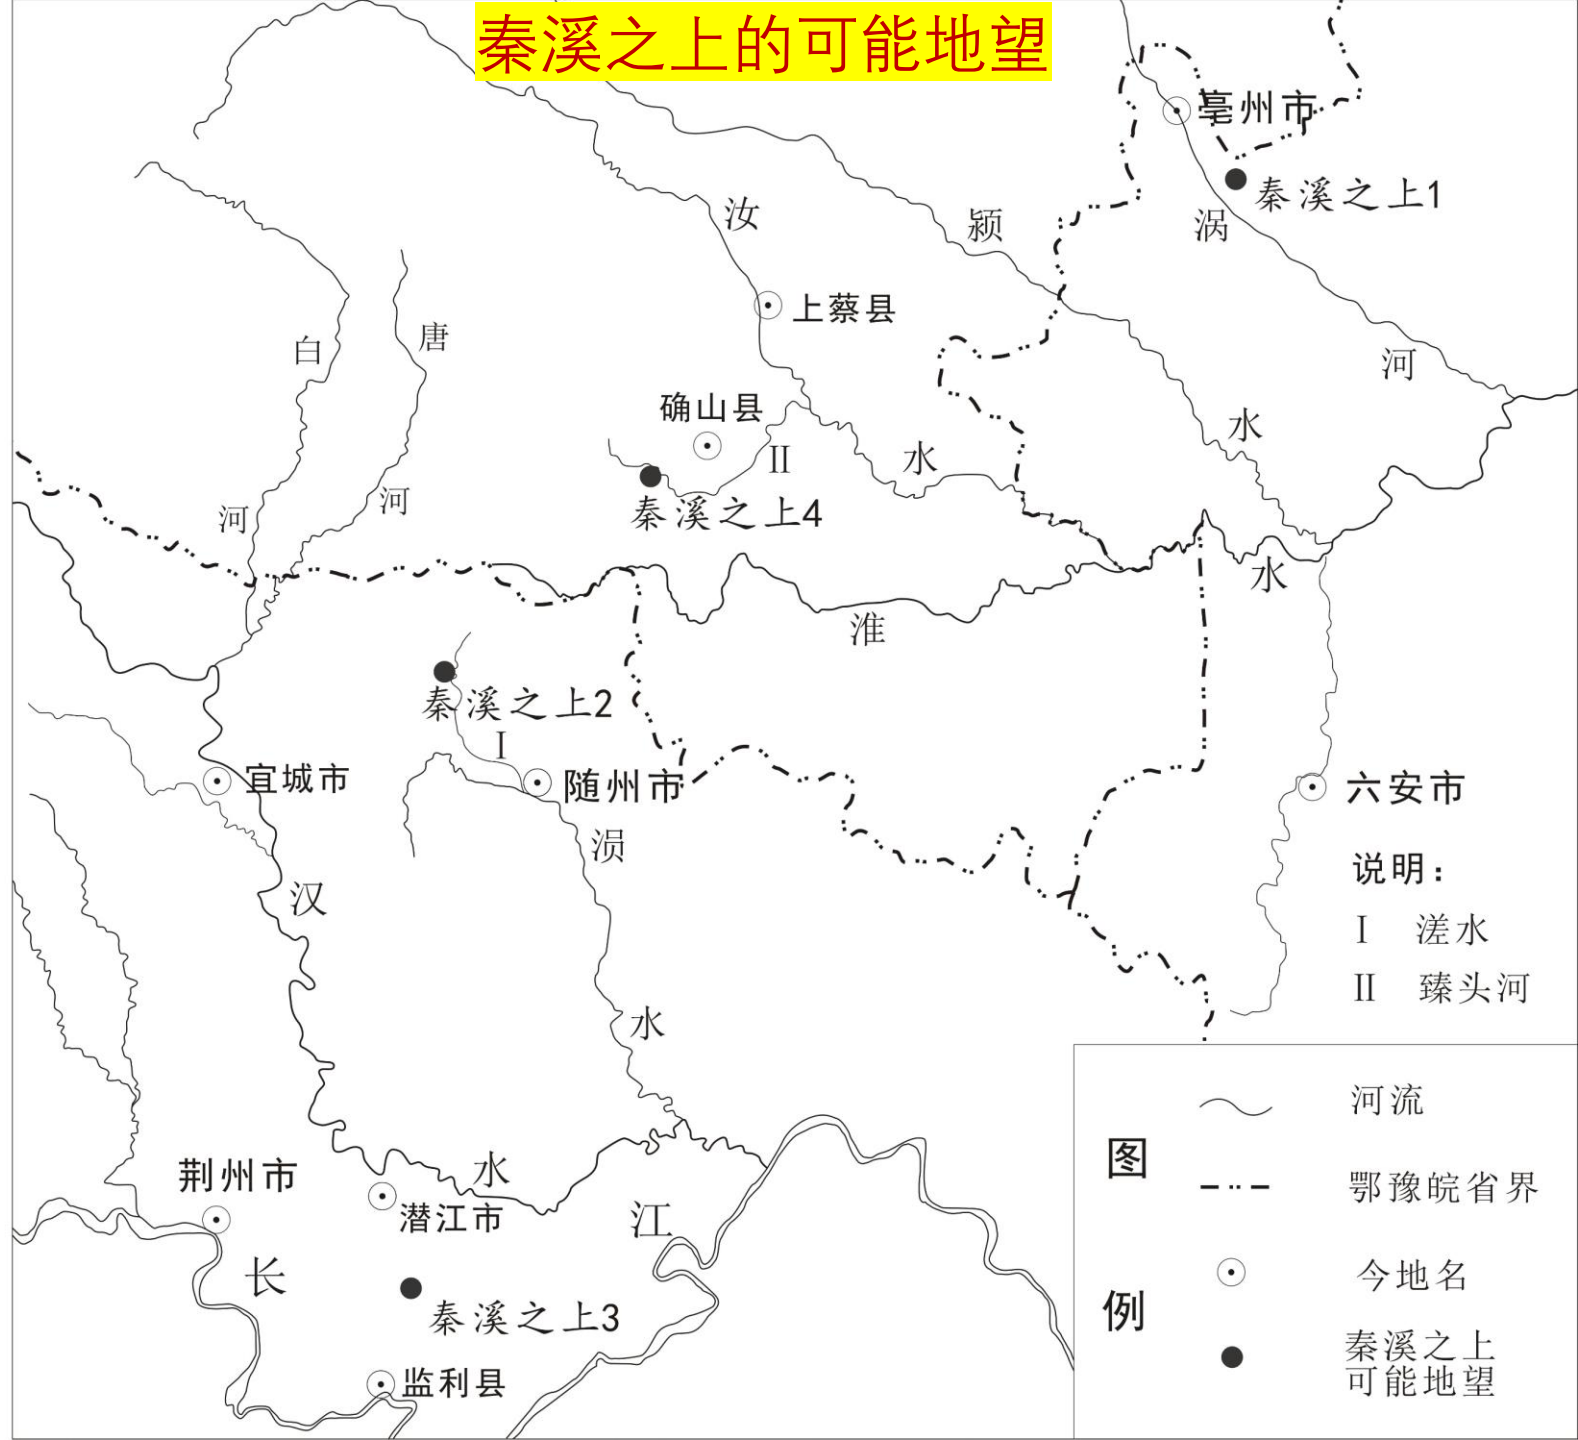 秦溪之上的可能地望
亳州市
秦溪之上1
汝
颍
涡
上蔡县
白
唐
河
确山县
水
水
II
河
河
秦溪之上4
水
淮
秦溪之上2
I
宜城市
随州市
六安市
涢
说明：
汉
I 溠水
II 臻头河
水
河流
图
荆州市
水
鄂豫皖省界
潜江市
江
长
今地名
例
秦溪之上3
秦溪之上
可能地望
监利县